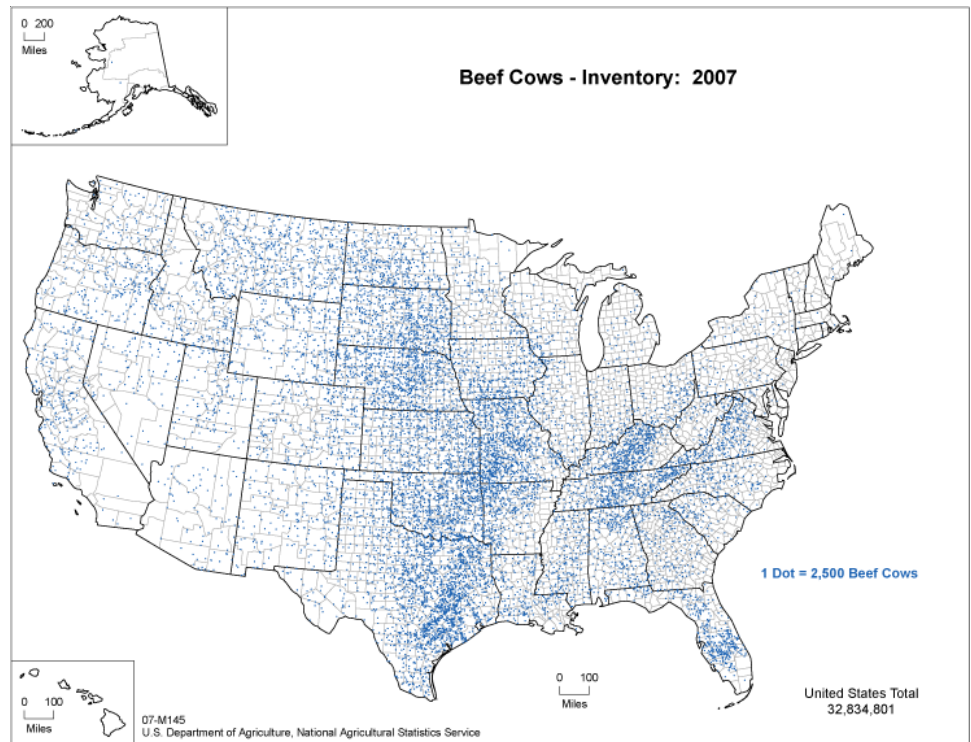 0 200
Miles
Beef Cows - Inventory: 2007
1 Dot = 2,500 Beef Cows
0 100
Miles
0 100
Miles
United States Total
32,834,801
07-M145
U.S. Department of Agriculture, National Agricultural Statistics Service